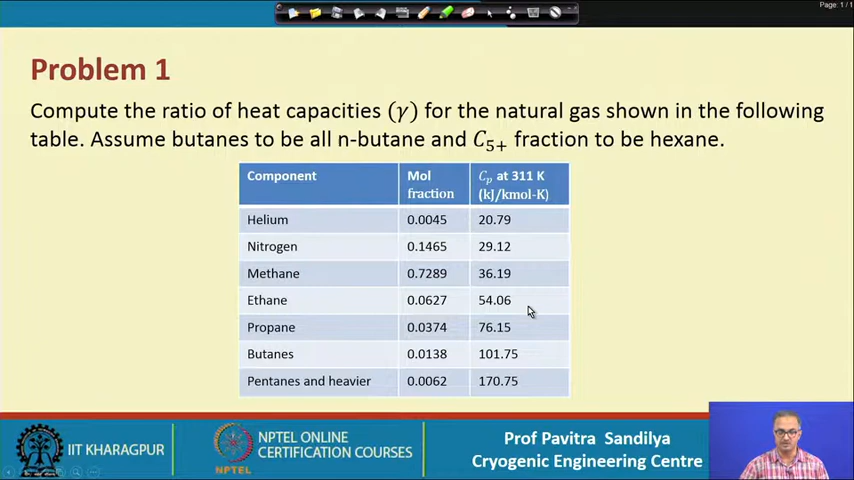 Page: 1 / 1
Problem 1
Compute the ratio of heat capacities (γ) for the natural gas shown in the following
table. Assume butanes to be all n-butane and C₅₊ fraction to be hexane.
Component Mol fraction Cₚ at 311 K (kJ/kmol-K)
Helium 0.0045 20.79
Nitrogen 0.1465 29.12
Methane 0.7289 36.19
Ethane 0.0627 54.06
Propane 0.0374 76.15
Butanes 0.0138 101.75
Pentanes and heavier 0.0062 170.75
IIT KHARAGPUR
NPTEL
NPTEL ONLINE
CERTIFICATION COURSES
Prof Pavitra Sandilya
Cryogenic Engineering Centre